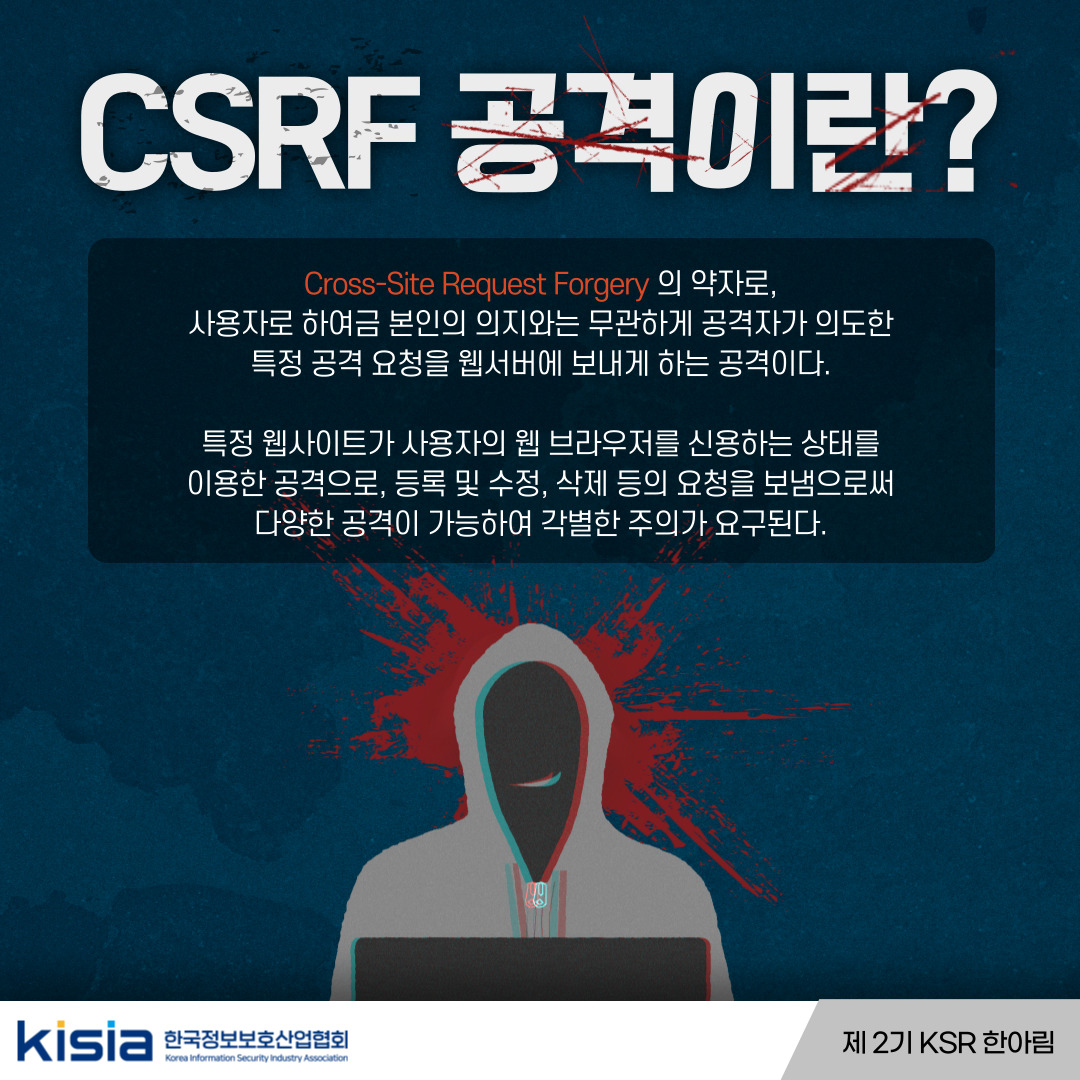 CSRF 공격이란?
Cross-Site Request Forgery 의 약자로,
사용자로 하여금 본인의 의지와는 무관하게 공격자가 의도한
특정 공격 요청을 웹서버에 보내게 하는 공격이다.
특정 웹사이트가 사용자의 웹 브라우저를 신용하는 상태를
이용한 공격으로, 등록 및 수정, 삭제 등의 요청을 보냄으로써
다양한 공격이 가능하여 각별한 주의가 요구된다.
kisia 한국정보보호산업협회
Korea Information Security Industry Association
제 2기 KSR 한아림